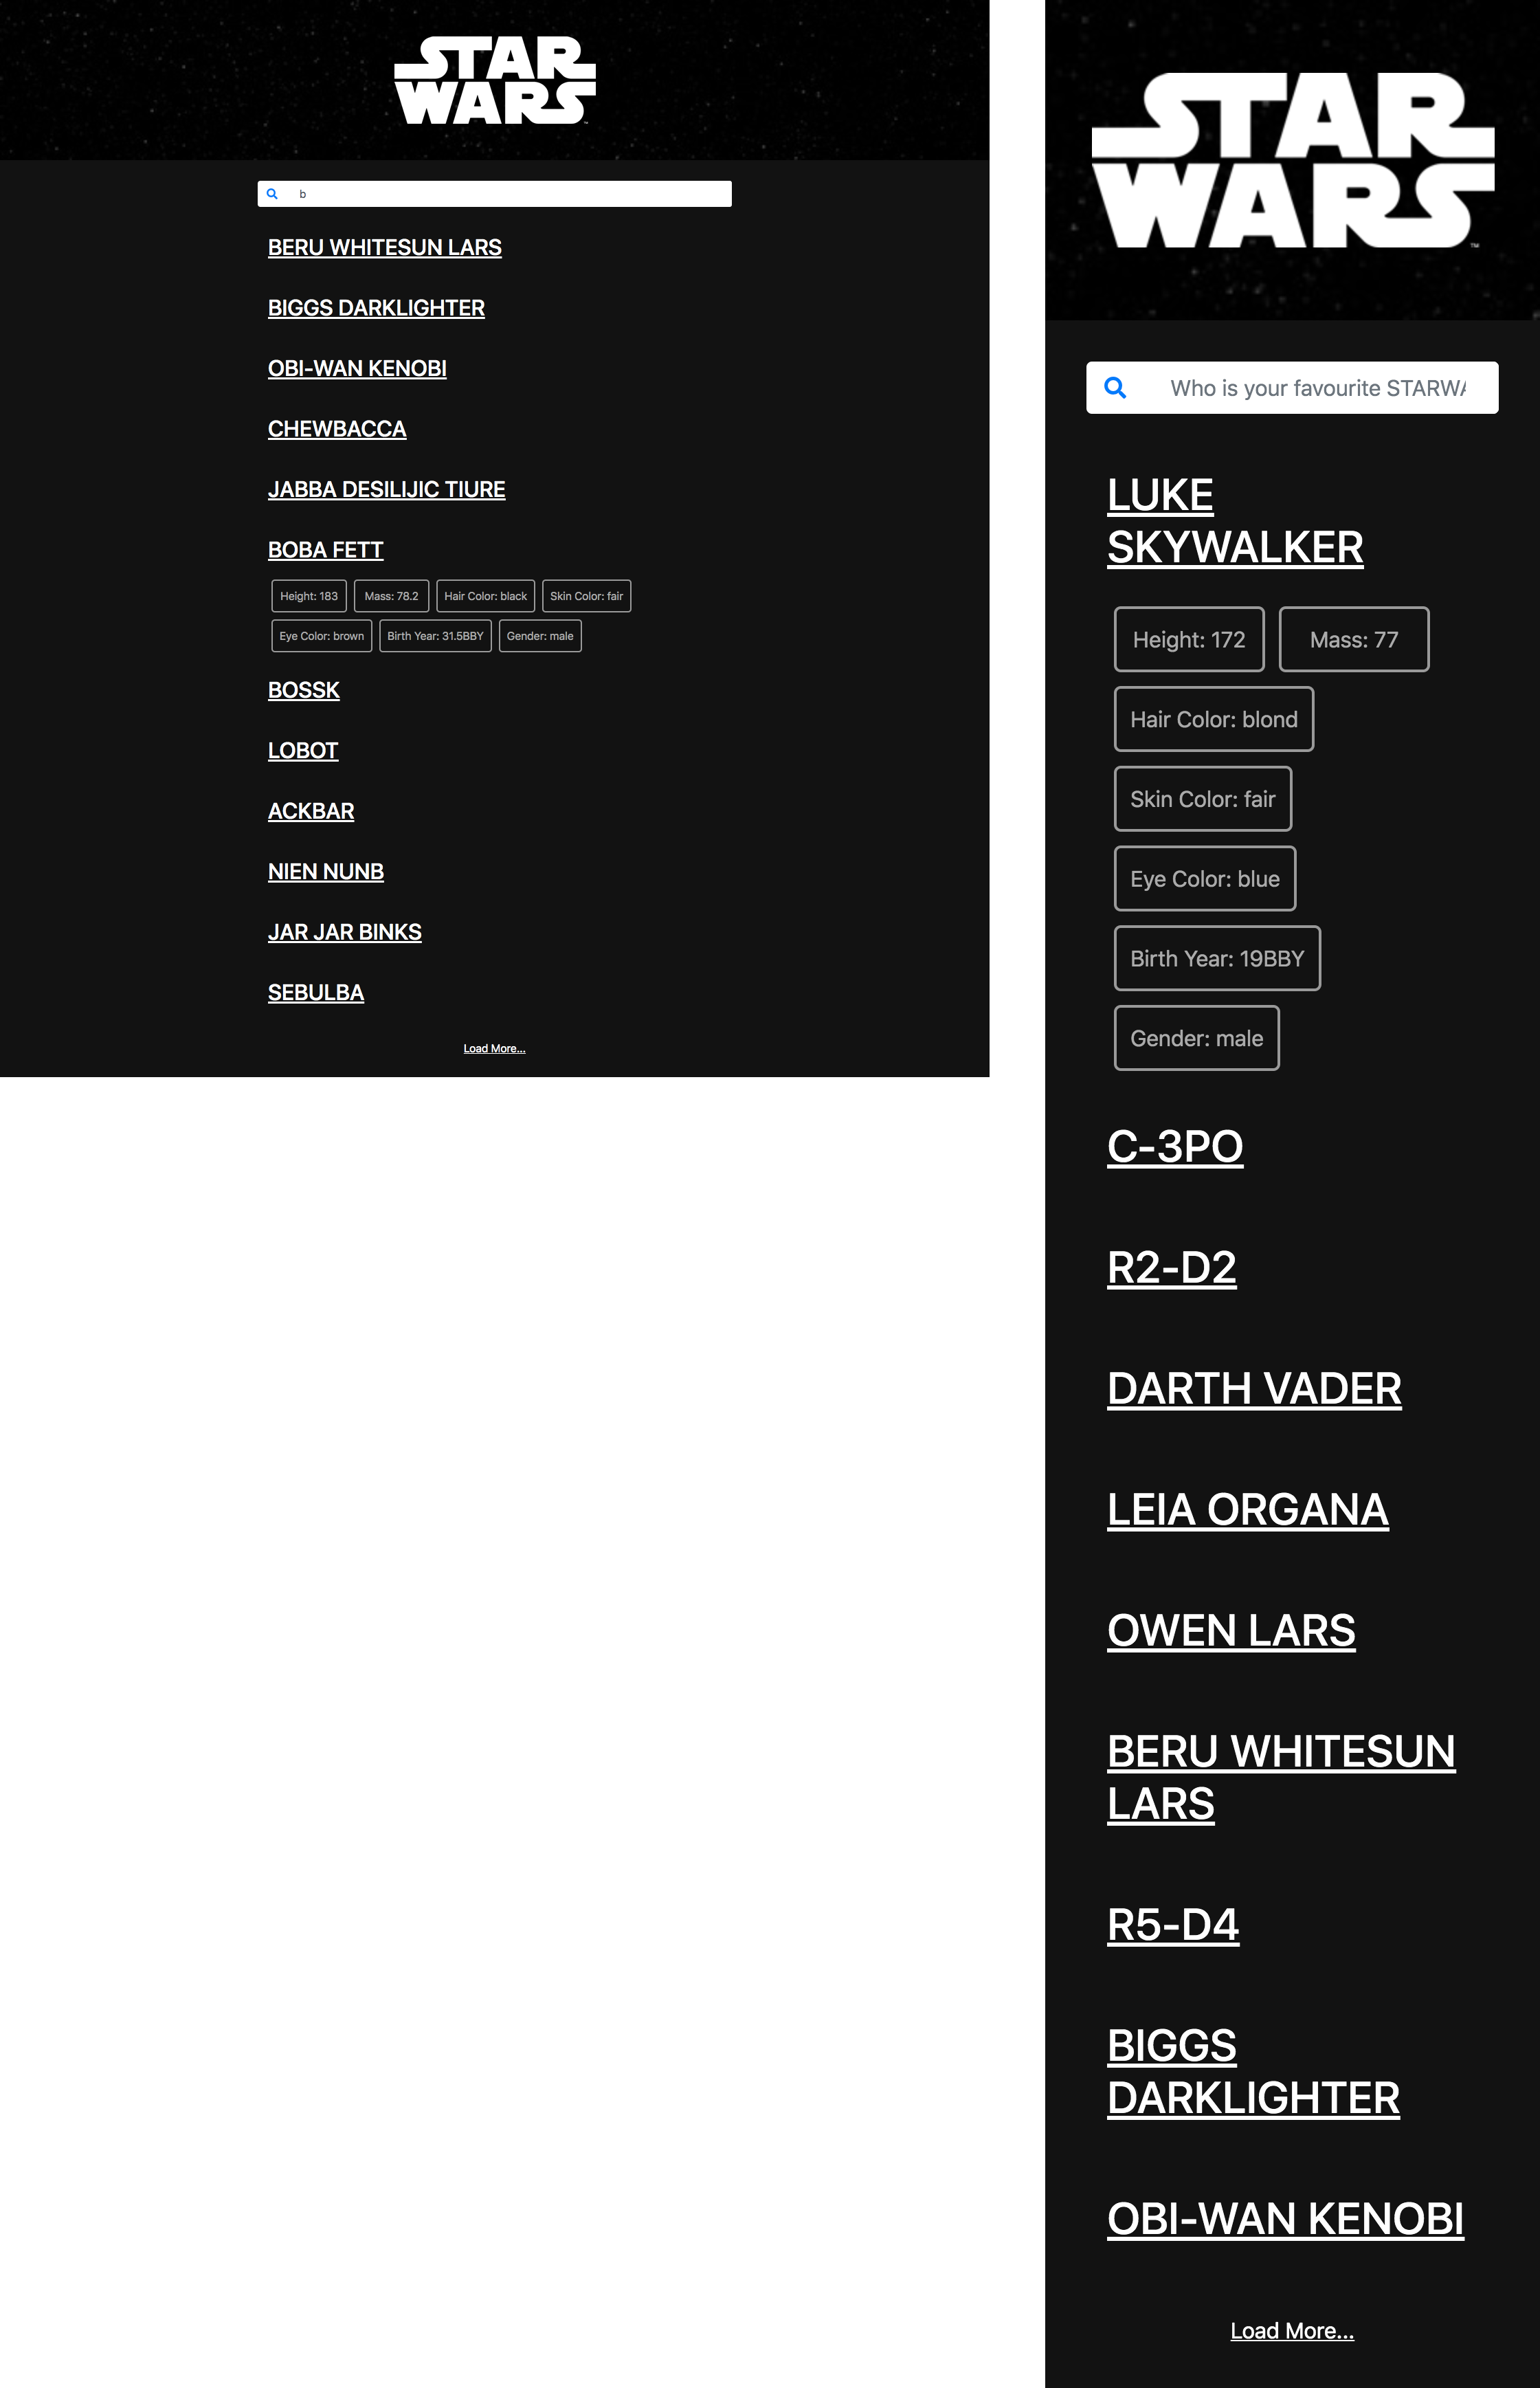 STAR
WARS
™
b
BERU WHITESUN LARS
BIGGS DARKLIGHTER
OBI-WAN KENOBI
CHEWBACCA
JABBA DESILIJIC TIURE
BOBA FETT
Height: 183 Mass: 78.2 Hair Color: black Skin Color: fair
Eye Color: brown Birth Year: 31.5BBY Gender: male
BOSSK
LOBOT
ACKBAR
NIEN NUNB
JAR JAR BINKS
SEBULBA
Load More...
STAR
WARS
™
Who is your favourite STARWA
LUKE
SKYWALKER
Height: 172 Mass: 77
Hair Color: blond
Skin Color: fair
Eye Color: blue
Birth Year: 19BBY
Gender: male
C-3PO
R2-D2
DARTH VADER
LEIA ORGANA
OWEN LARS
BERU WHITESUN
LARS
R5-D4
BIGGS
DARKLIGHTER
OBI-WAN KENOBI
Load More...